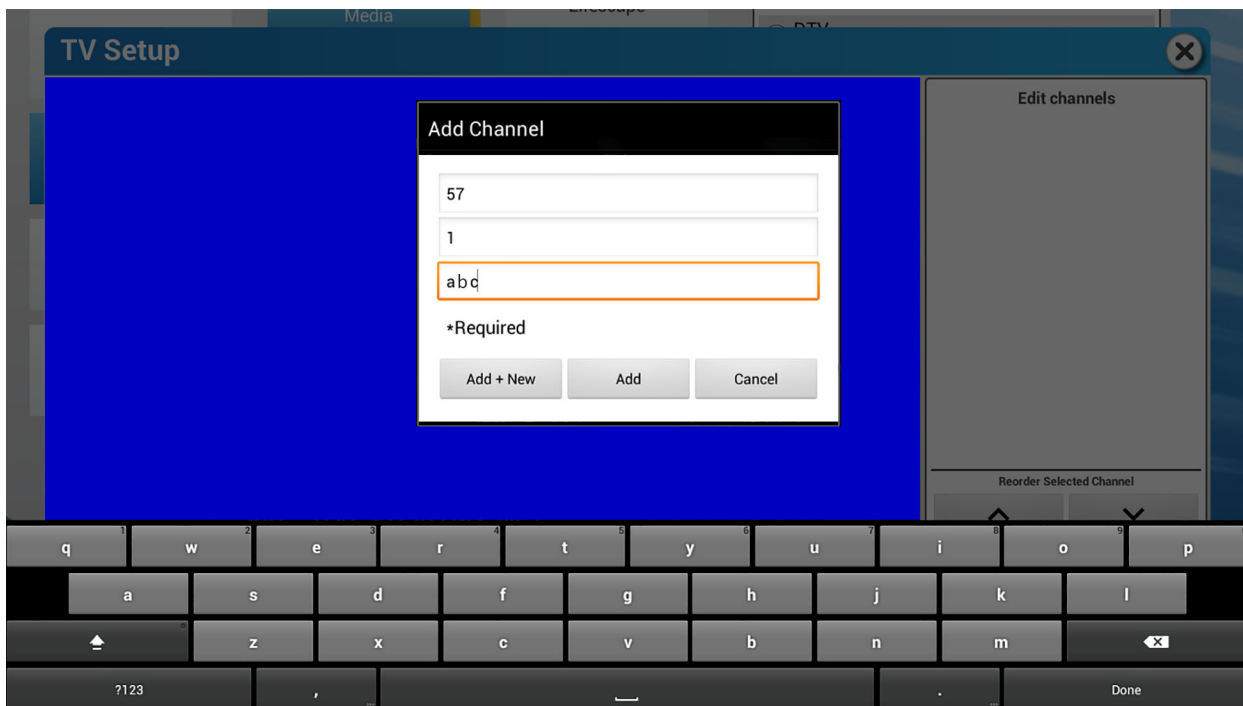 Media
DTV
TV Setup
Edit channels
Add Channel
57
1
abc
*Required
Add + New
Add
Cancel
Reorder Selected Channel
1 2 3 4 5 6 7 8 9
q w e r t y u i o p
a s d f g h j k l
z x c v b n m
?123 , . Done